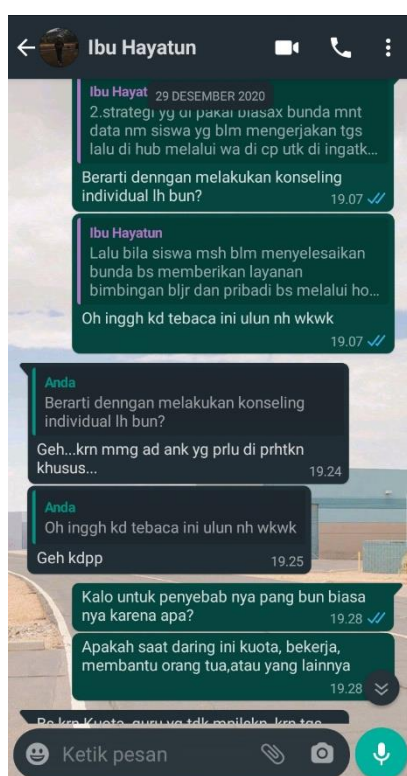 Ibu Hayatun
29 DESEMBER 2020
Ibu Hayat
2.strategi yg di pakai biasax bunda mnt
data nm siswa yg blm mengerjakan tgs
lalu di hub melalui wa di cp utk di ingatk...
Berarti denngan melakukan konseling
individual lh bun?
19.07
Ibu Hayatun
Lalu bila siswa msh blm menyelesaikan
bunda bs memberikan layanan
bimbingan bljr dan pribadi bs melalui ho...
Oh inggh kd tebaca ini ulun nh wkwk
19.07
Anda
Berarti denngan melakukan konseling
individual lh bun?
Geh...krn mmg ad ank yg prlu di prhtkn
khusus...
19.24
Anda
Oh inggh kd tebaca ini ulun nh wkwk
Geh kdpp
19.25
Kalo untuk penyebab nya pang bun biasa
nya karena apa?
19.28
Apakah saat daring ini kuota, bekerja,
membantu orang tua,atau yang lainnya
19.28
Bs krn Kuota, guru yg tdk
Ketik pesan